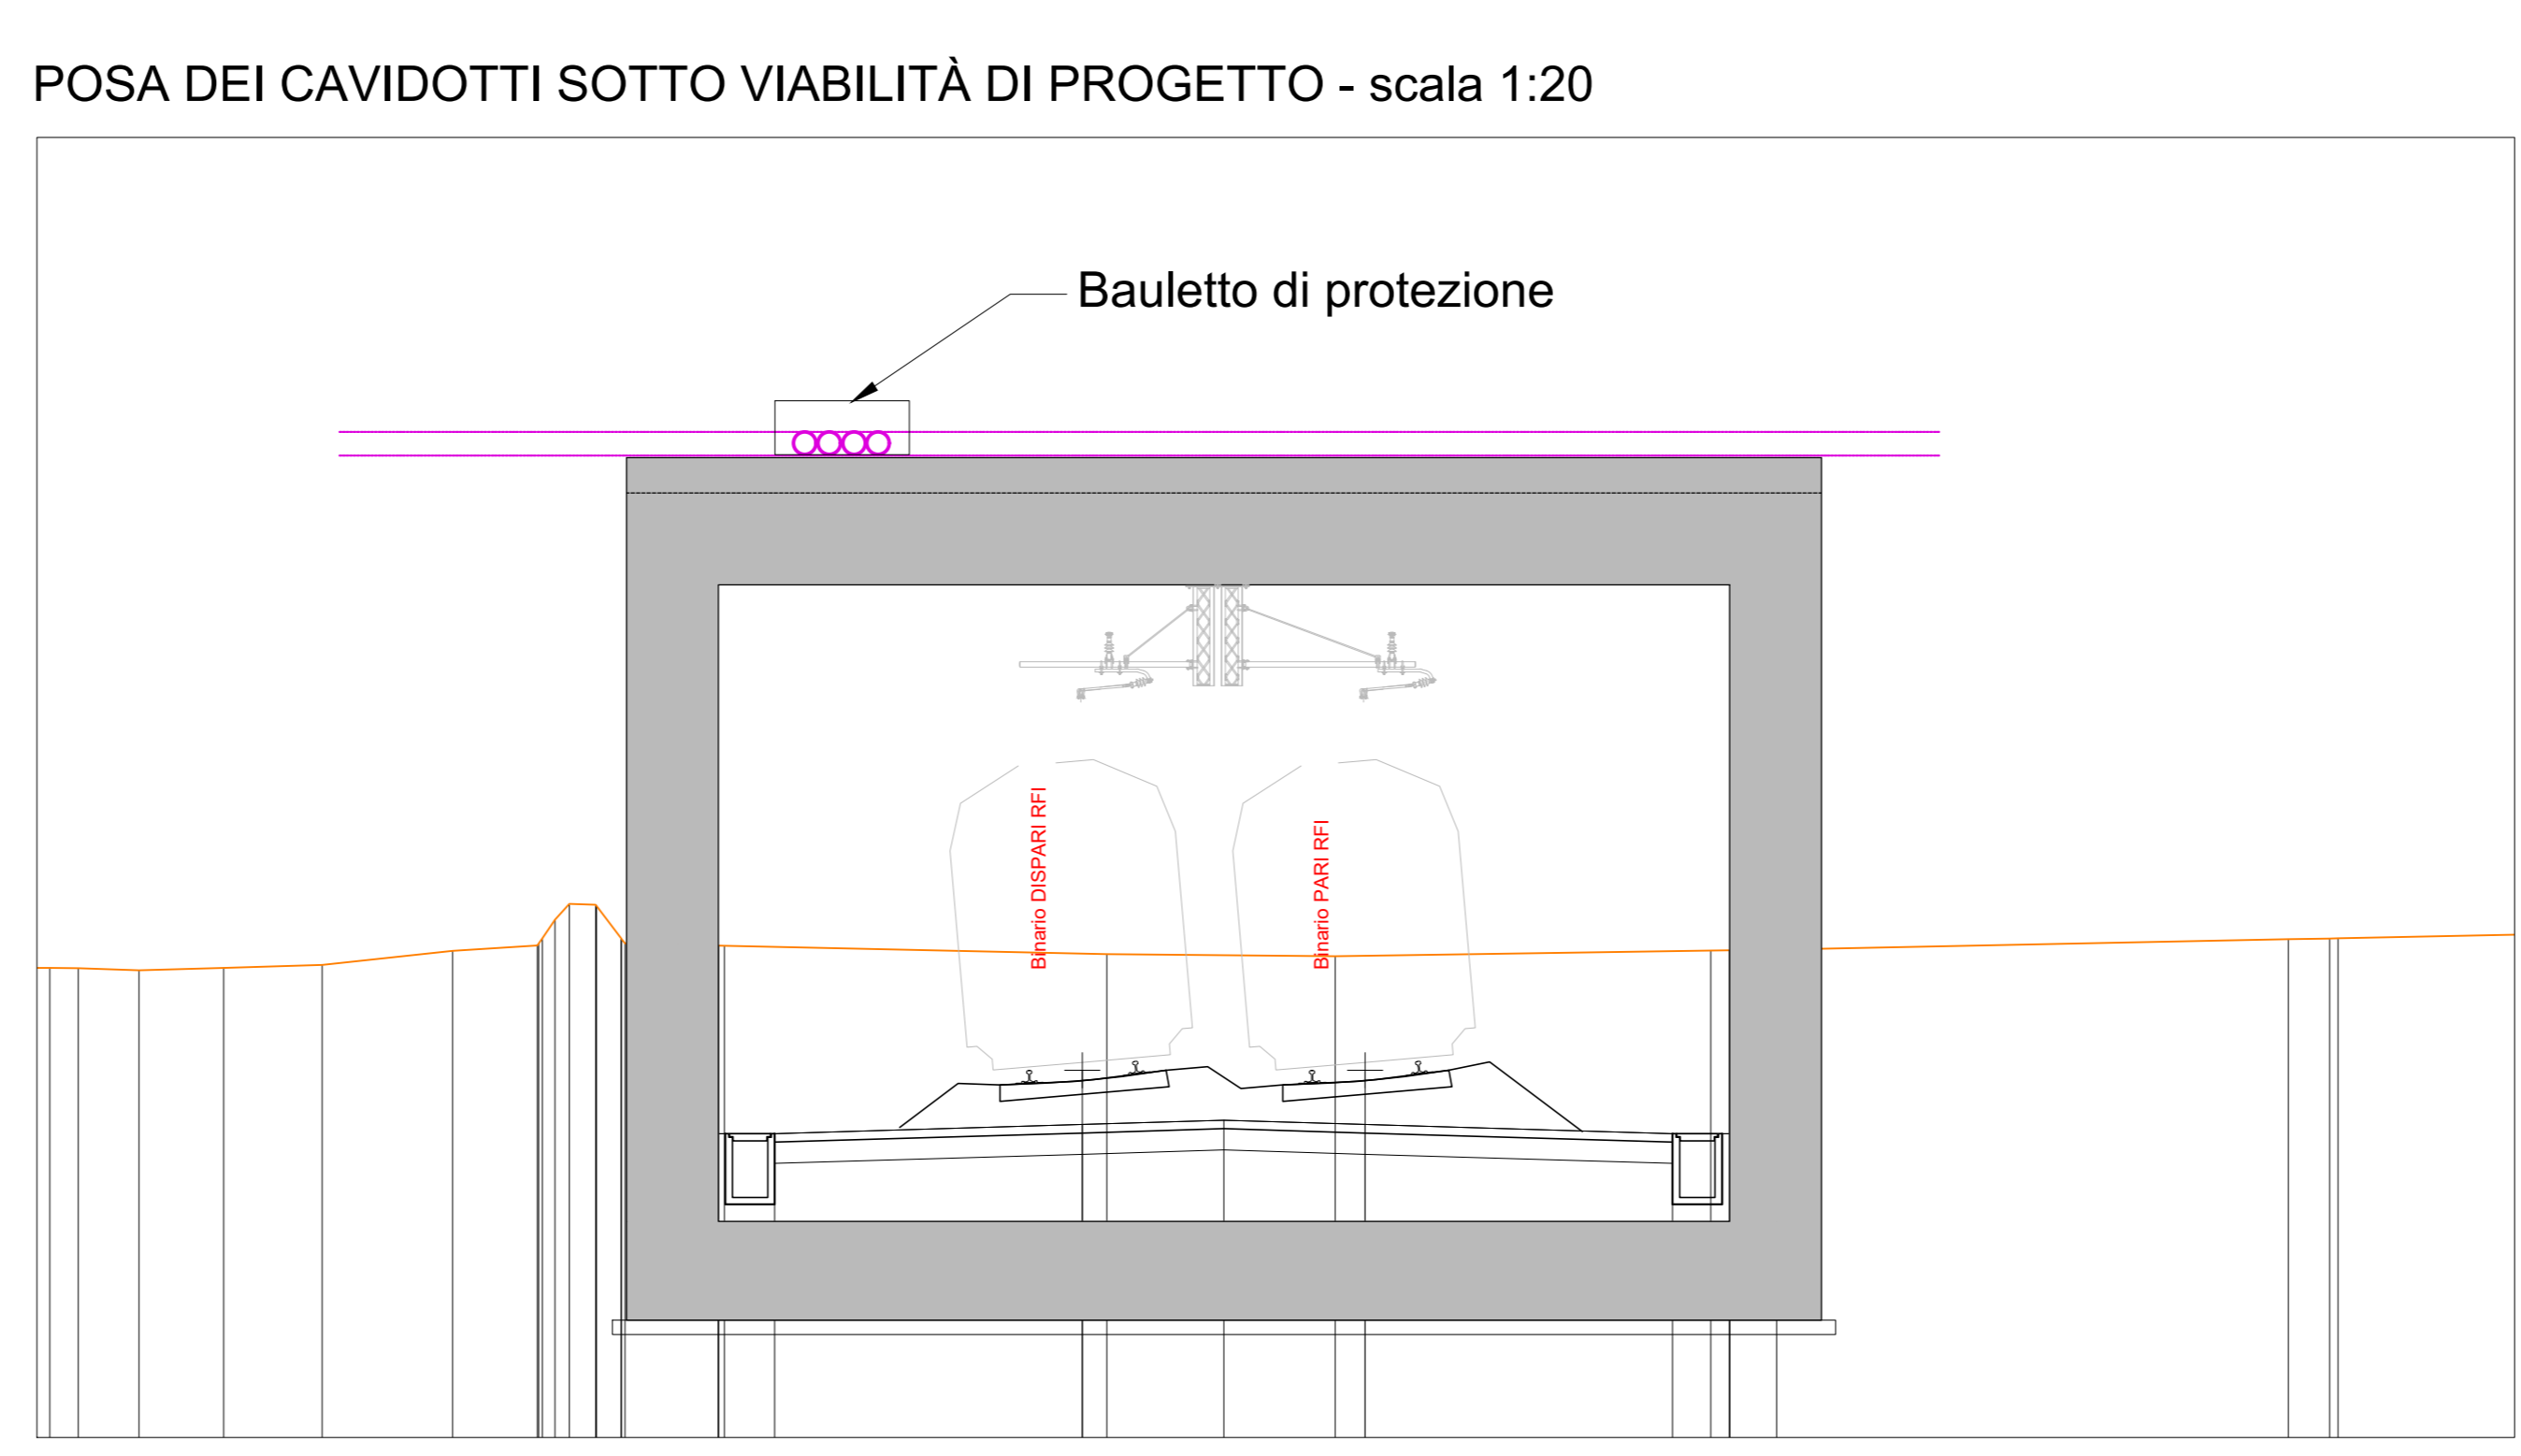 POSA DEI CAVIDOTTI SOTTO VIABILITÀ DI PROGETTO - scala 1:20
Bauletto di protezione
Binario DISPARI RFI
Binario PARI RFI